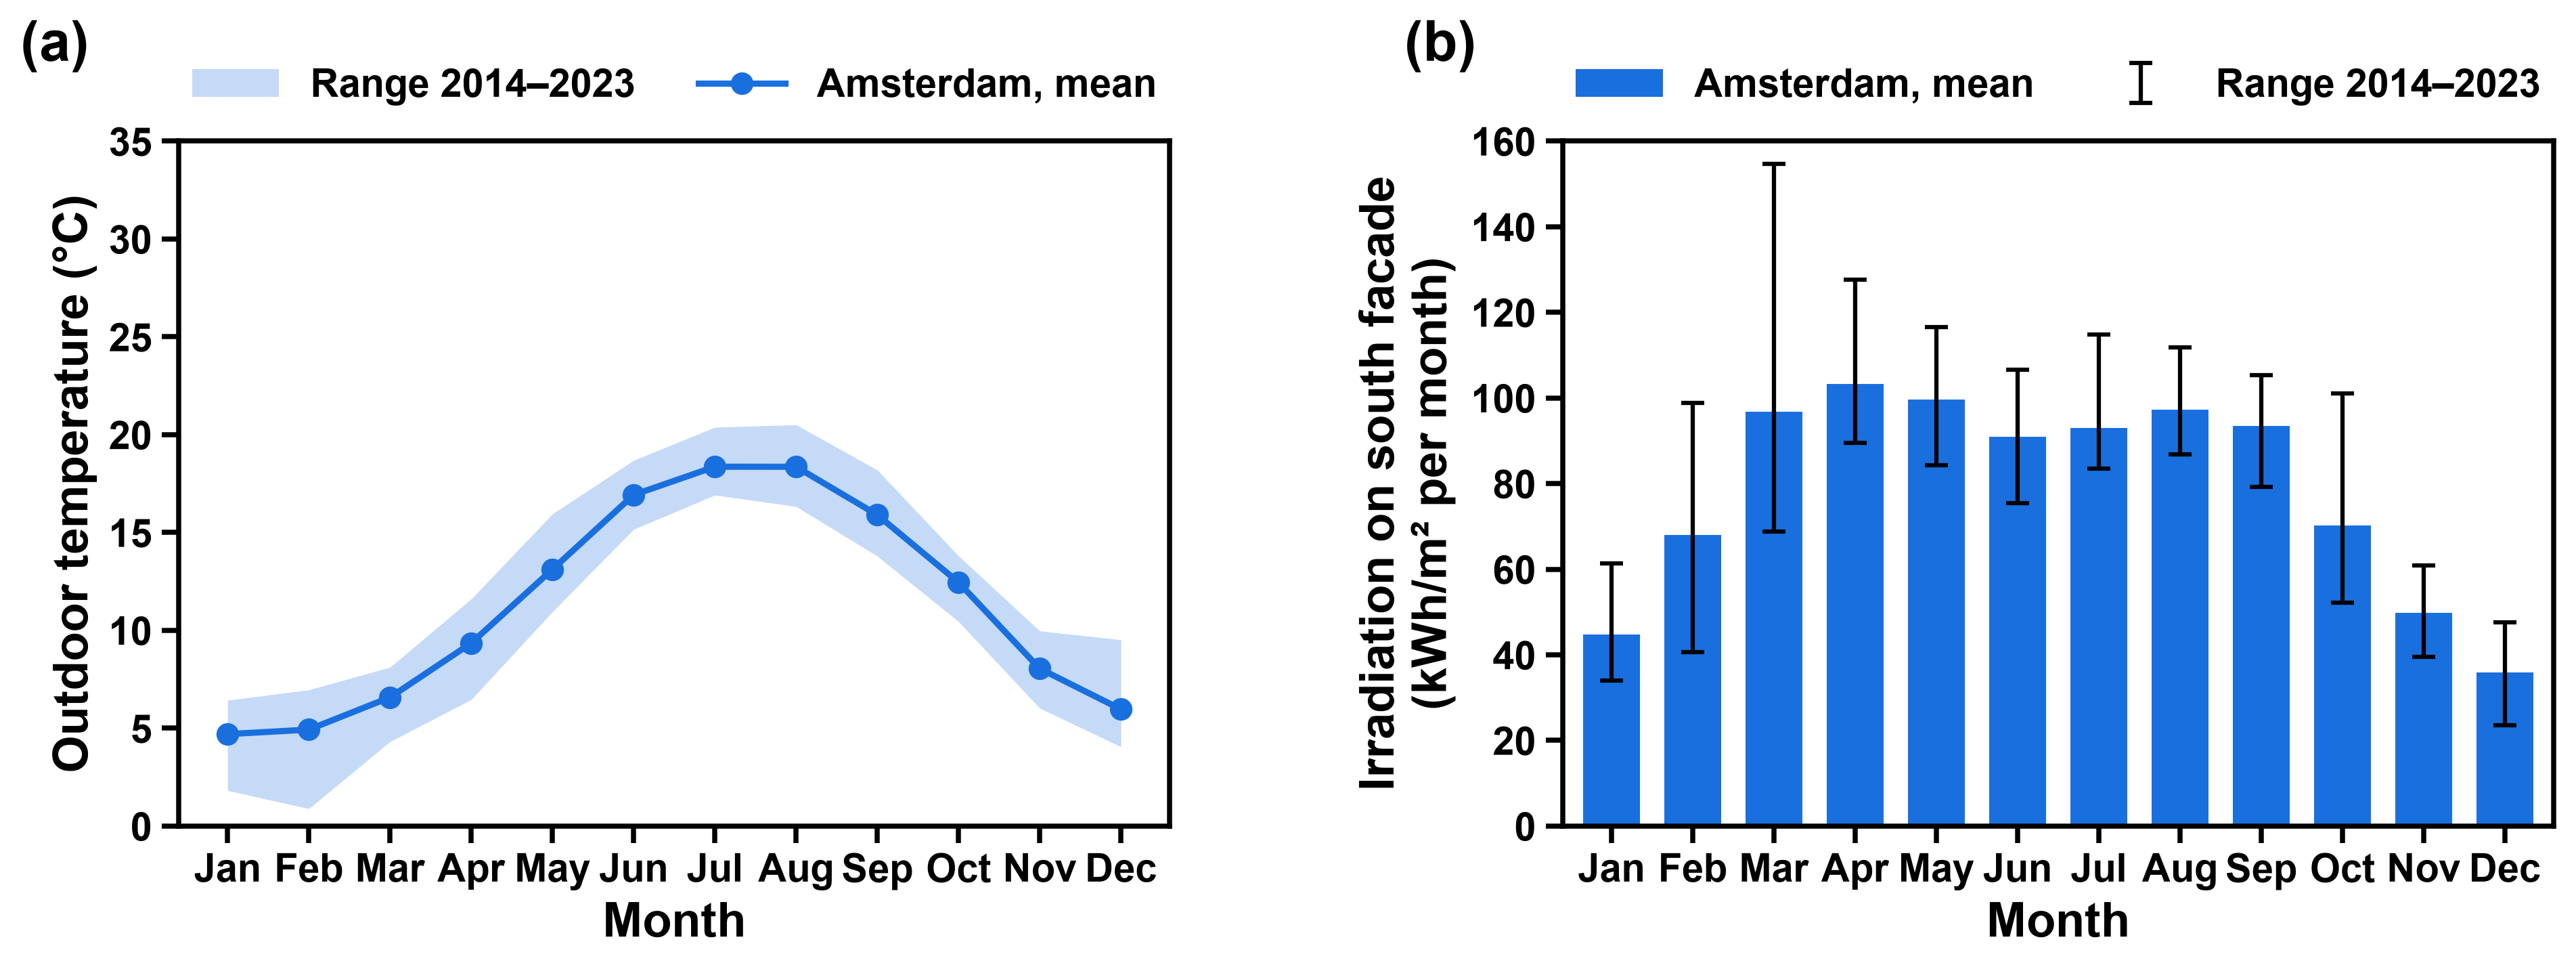 (a)
Range 2014–2023
Amsterdam, mean
35
30
25
20
15
10
5
0
Outdoor temperature (°C)
Jan Feb Mar Apr May Jun Jul Aug Sep Oct Nov Dec
Month
(b)
Amsterdam, mean
Range 2014–2023
160
140
120
100
80
60
40
20
0
Irradiation on south facade
(kWh/m² per month)
Jan Feb Mar Apr May Jun Jul Aug Sep Oct Nov Dec
Month